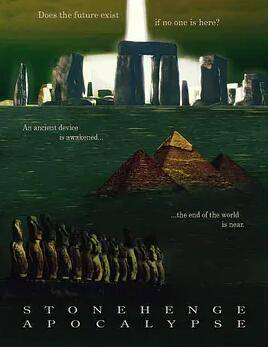 Does the future exist
if no one is here?
An ancient device
is awakened...
...the end of the world
is near.
STONEHENGE
APOCALYPSE